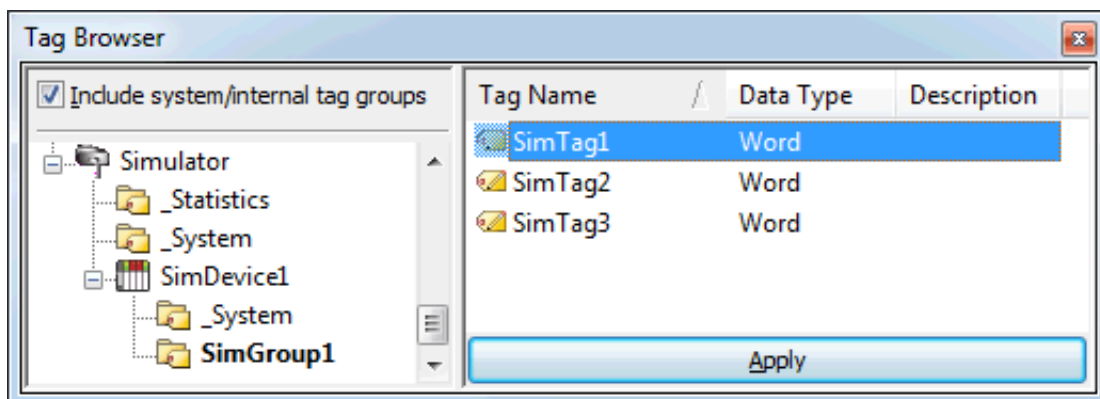 Tag Browser
Include system/internal tag groups
Simulator
_Statistics
_System
SimDevice1
_System
SimGroup1
Tag Name Data Type Description
SimTag1 Word
SimTag2 Word
SimTag3 Word
Apply